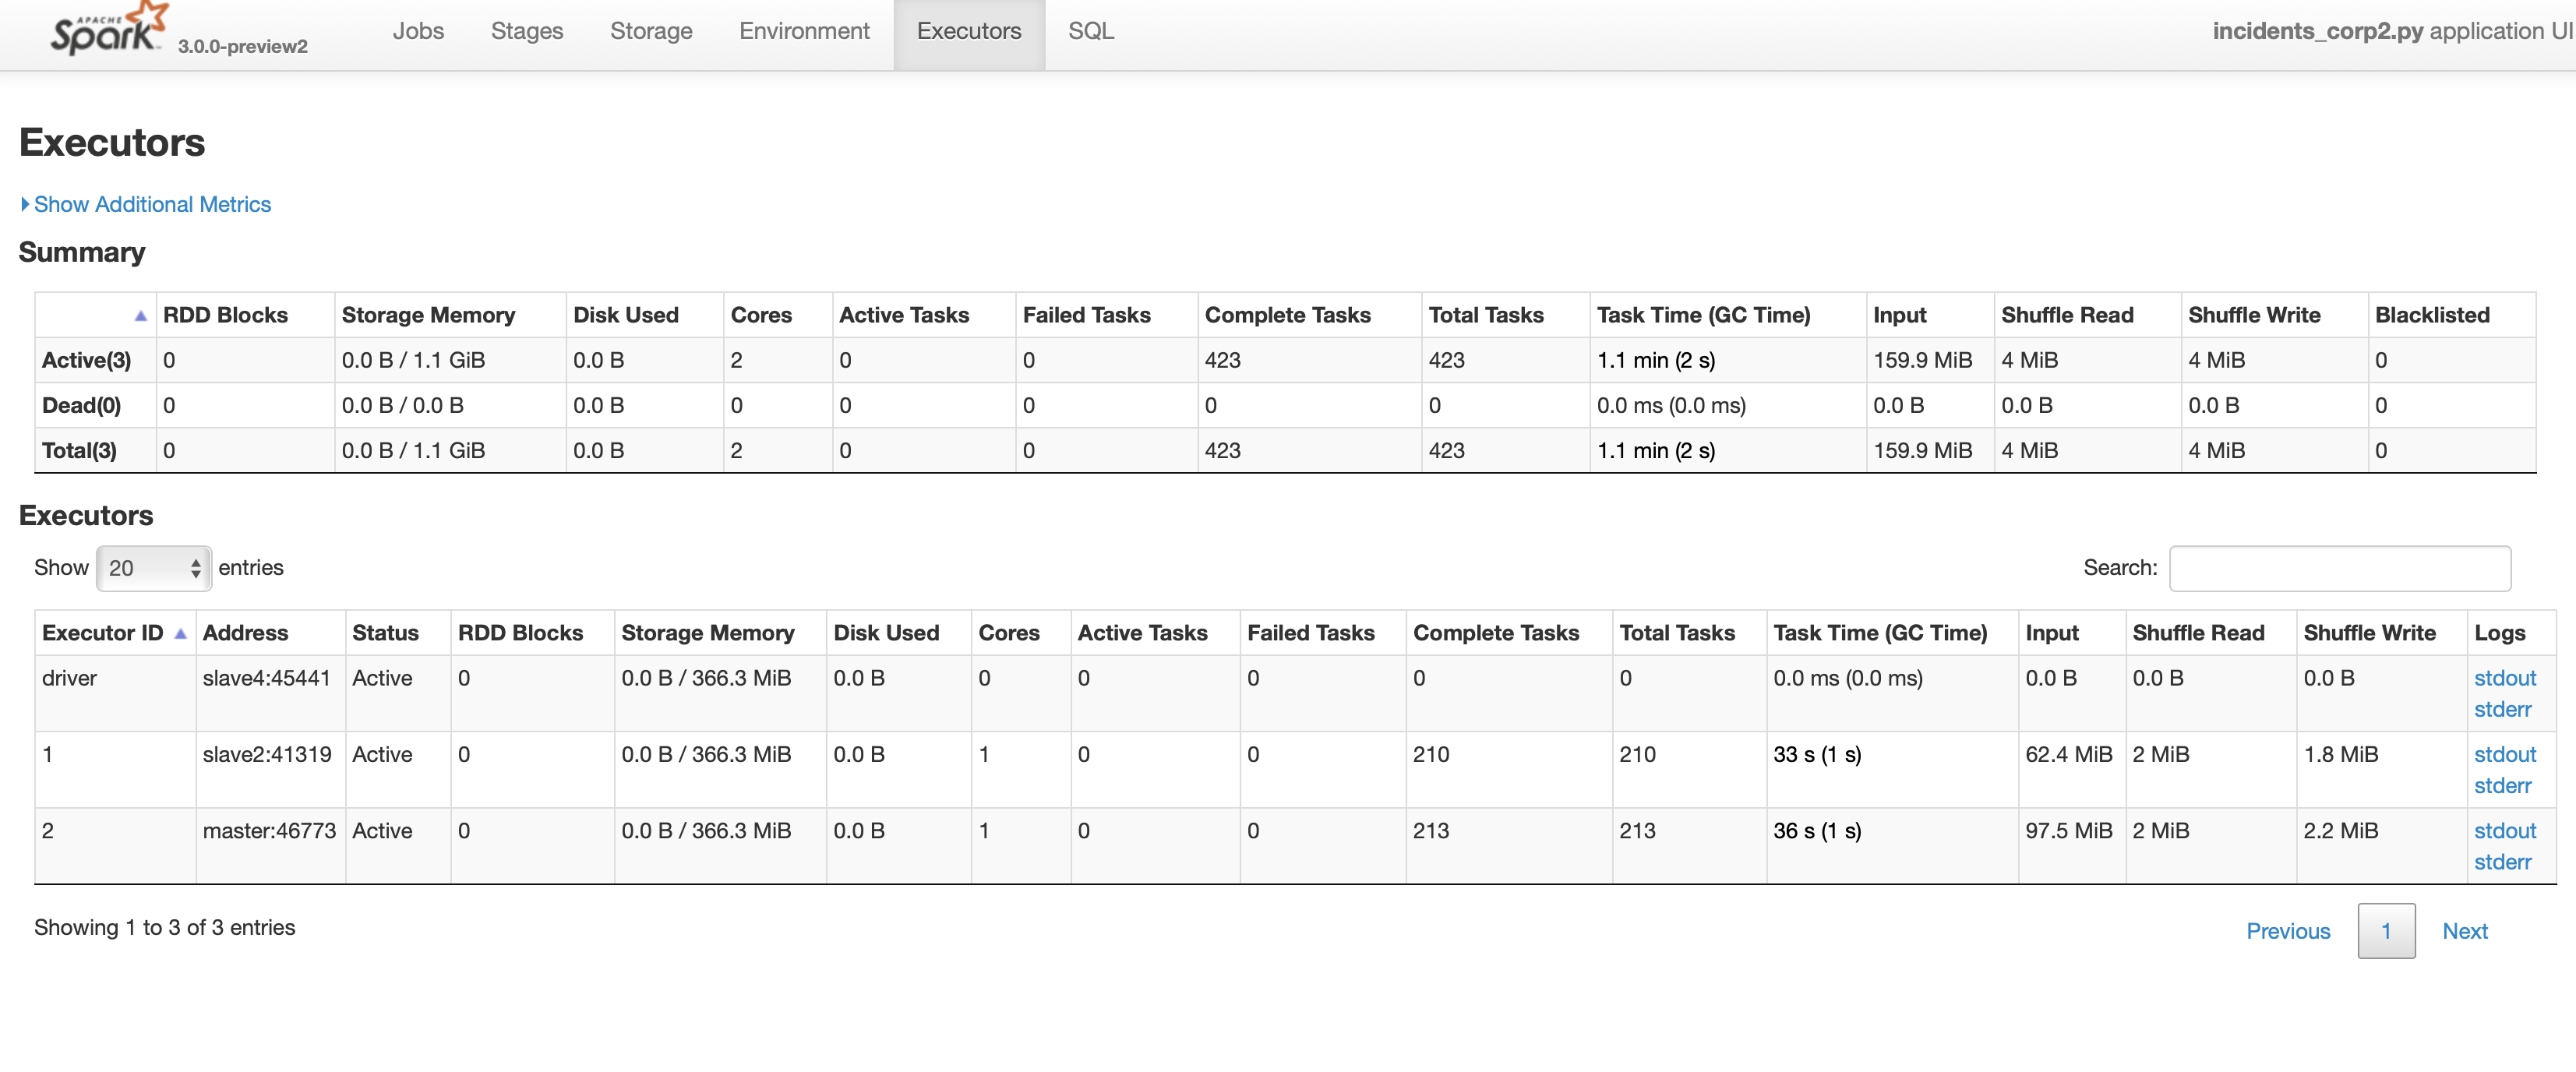 APACHE
Spark 3.0.0-preview2 Jobs Stages Storage Environment Executors SQL incidents_corp2.py application UI
Executors
Show Additional Metrics
Summary
RDD Blocks Storage Memory Disk Used Cores Active Tasks Failed Tasks Complete Tasks Total Tasks Task Time (GC Time) Input Shuffle Read Shuffle Write Blacklisted
Active(3) 0 0.0 B / 1.1 GiB 0.0 B 2 0 0 423 423 1.1 min (2 s) 159.9 MiB 4 MiB 4 MiB 0
Dead(0) 0 0.0 B / 0.0 B 0.0 B 0 0 0 0 0 0.0 ms (0.0 ms) 0.0 B 0.0 B 0.0 B 0
Total(3) 0 0.0 B / 1.1 GiB 0.0 B 2 0 0 423 423 1.1 min (2 s) 159.9 MiB 4 MiB 4 MiB 0
Executors
Show 20 entries Search:
Executor ID Address Status RDD Blocks Storage Memory Disk Used Cores Active Tasks Failed Tasks Complete Tasks Total Tasks Task Time (GC Time) Input Shuffle Read Shuffle Write Logs
driver slave4:45441 Active 0 0.0 B / 366.3 MiB 0.0 B 0 0 0 0 0 0.0 ms (0.0 ms) 0.0 B 0.0 B 0.0 B stdout
stderr
1 slave2:41319 Active 0 0.0 B / 366.3 MiB 0.0 B 1 0 0 210 210 33 s (1 s) 62.4 MiB 2 MiB 1.8 MiB stdout
stderr
2 master:46773 Active 0 0.0 B / 366.3 MiB 0.0 B 1 0 0 213 213 36 s (1 s) 97.5 MiB 2 MiB 2.2 MiB stdout
stderr
Showing 1 to 3 of 3 entries Previous 1 Next